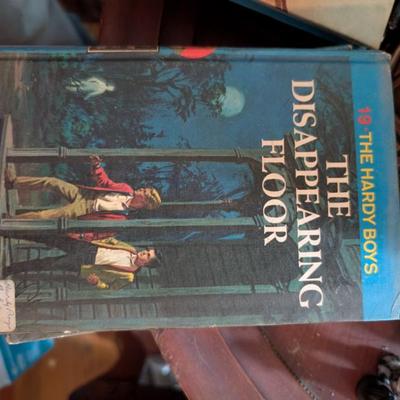 19 • THE HARDY BOYS
THE
DISAPPEARING
FLOOR